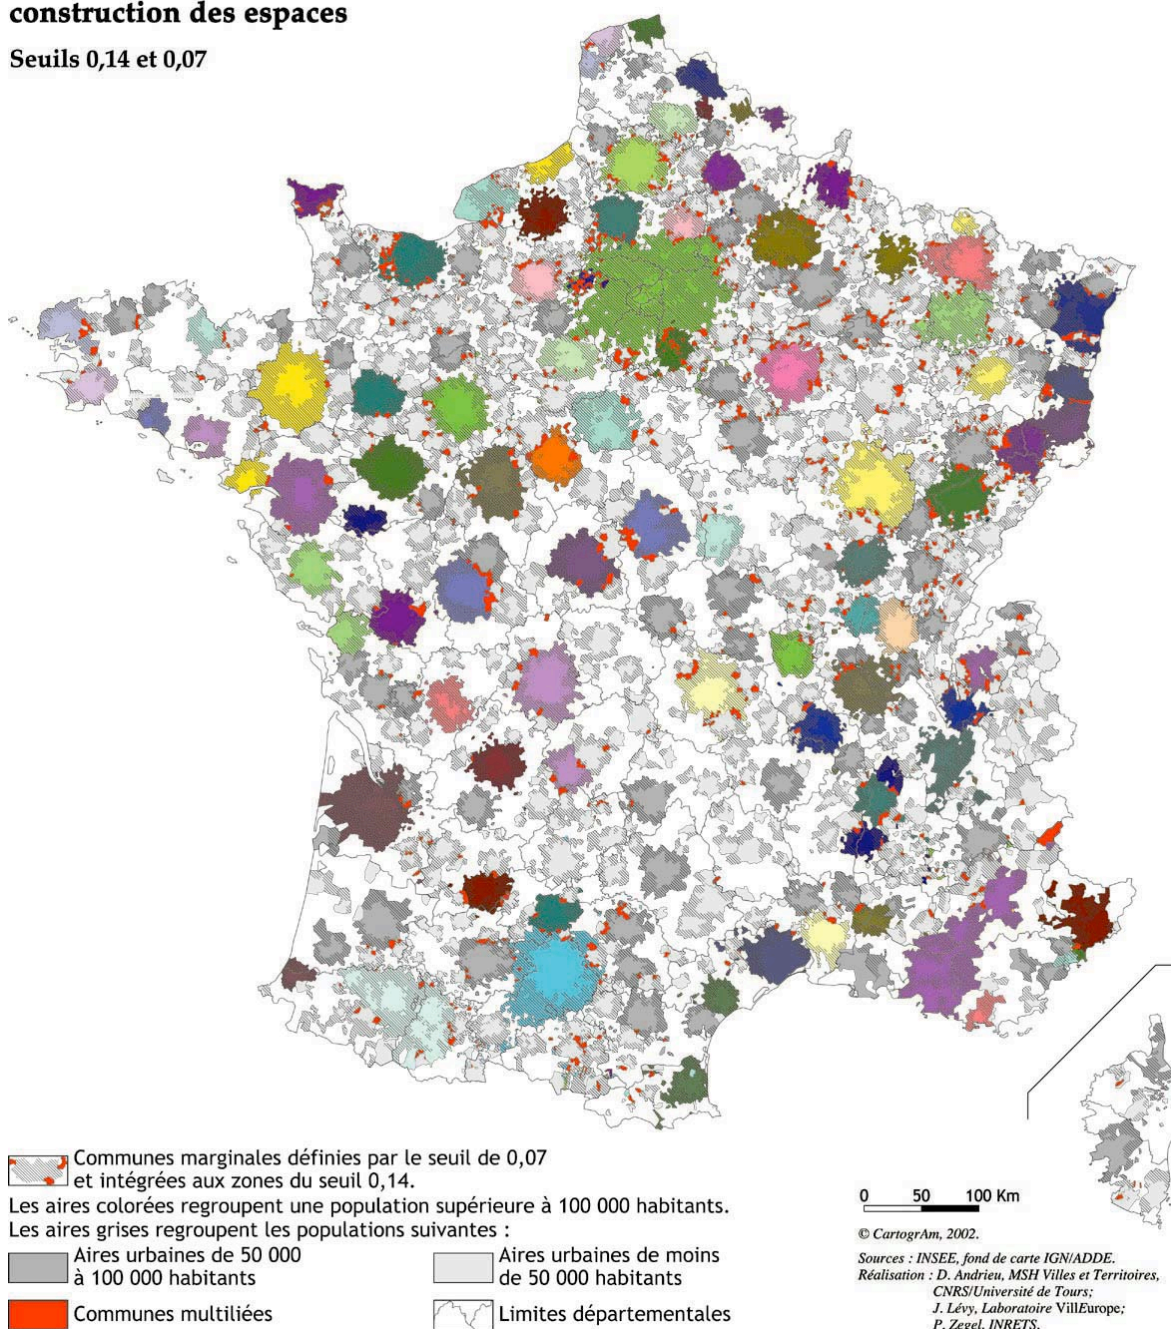 construction des espaces
Seuils 0,14 et 0,07
Communes marginales définies par le seuil de 0,07
et intégrées aux zones du seuil 0,14.
Les aires colorées regroupent une population supérieure à 100 000 habitants.
Les aires grises regroupent les populations suivantes :
Aires urbaines de 50 000
à 100 000 habitants
Aires urbaines de moins
de 50 000 habitants
Communes multiliées
Limites départementales
0 50 100 Km
© CartogrAm, 2002.
Sources : INSEE, fond de carte IGN/ADDE.
Réalisation : D. Andrieu, MSH Villes et Territoires,
CNRS/Université de Tours;
J. Lévy, Laboratoire VillEurope;
P. Zegel, INRETS.